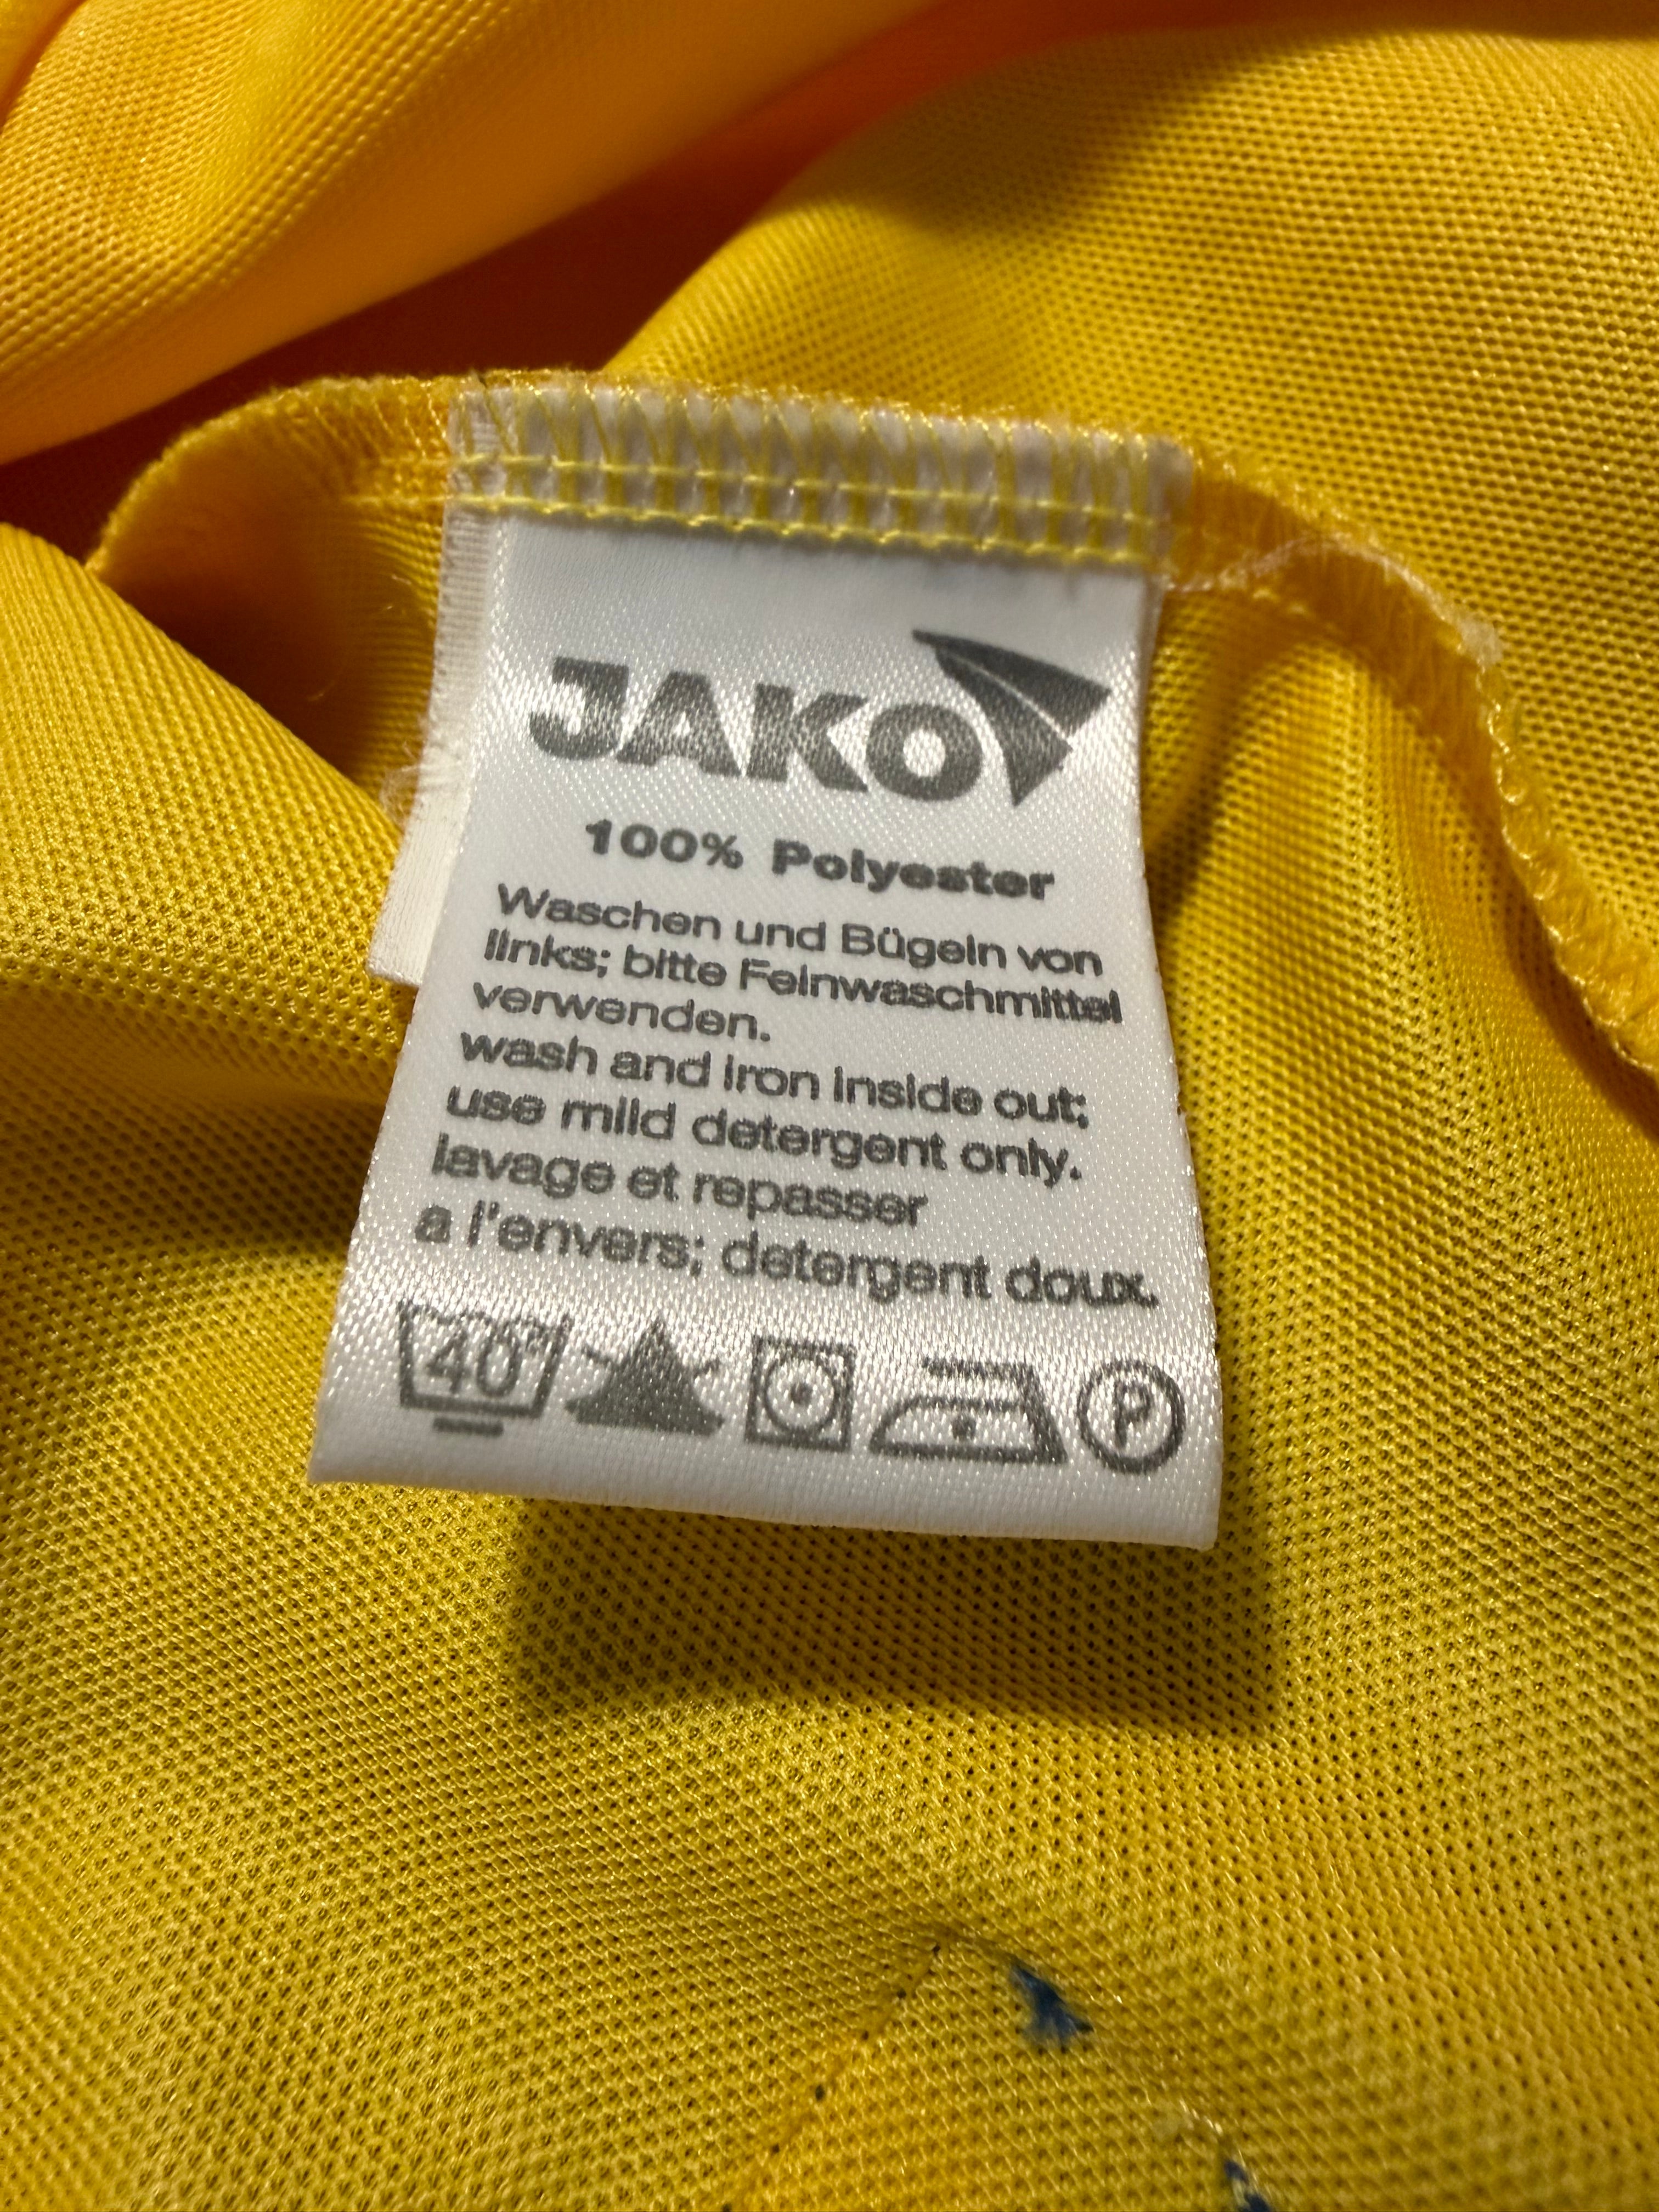 JAKO
100% Polyester
Waschen und Bügeln von
links; bitte Feinwaschmittel
verwenden.
wash and iron inside out;
use mild detergent only.
lavage et repasser
a l'envers; detergent doux.
40° P